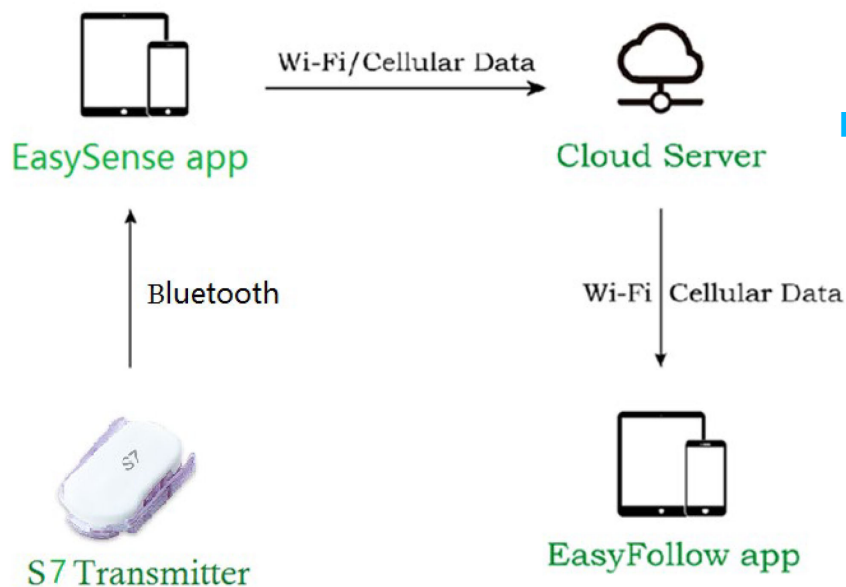 Wi-Fi/Cellular Data
EasySense app
Cloud Server
Bluetooth
Wi-Fi Cellular Data
S7
S7 Transmitter
EasyFollow app